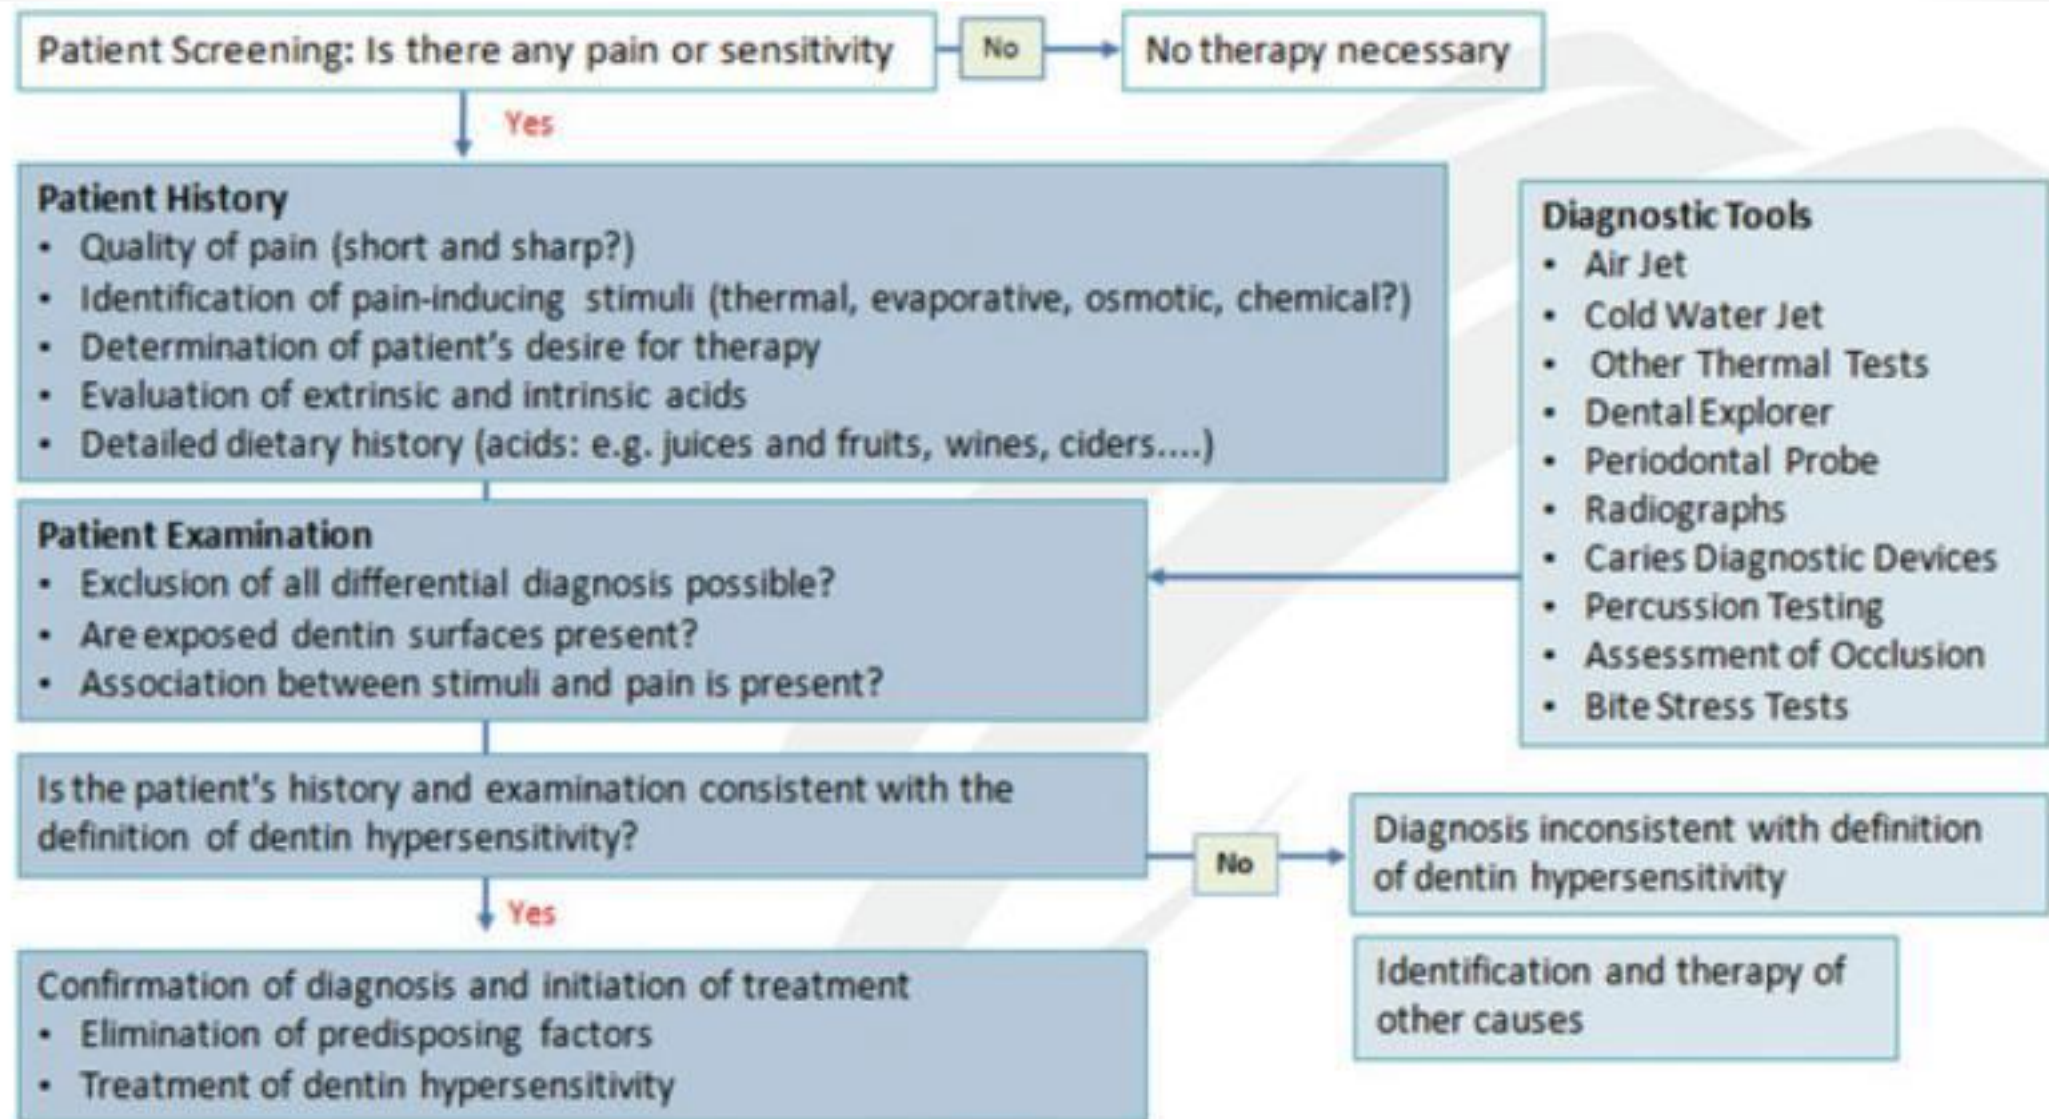 Patient Screening: Is there any pain or sensitivity
No
No therapy necessary
Yes
Patient History
• Quality of pain (short and sharp?)
• Identification of pain-inducing stimuli (thermal, evaporative, osmotic, chemical?)
• Determination of patient's desire for therapy
• Evaluation of extrinsic and intrinsic acids
• Detailed dietary history (acids: e.g. juices and fruits, wines, ciders....)
Diagnostic Tools
• Air Jet
• Cold Water Jet
• Other Thermal Tests
• Dental Explorer
• Periodontal Probe
• Radiographs
• Caries Diagnostic Devices
• Percussion Testing
• Assessment of Occlusion
• Bite Stress Tests
Patient Examination
• Exclusion of all differential diagnosis possible?
• Are exposed dentin surfaces present?
• Association between stimuli and pain is present?
Is the patient's history and examination consistent with the
definition of dentin hypersensitivity?
No
Diagnosis inconsistent with definition
of dentin hypersensitivity
Yes
Identification and therapy of
other causes
Confirmation of diagnosis and initiation of treatment
• Elimination of predisposing factors
• Treatment of dentin hypersensitivity